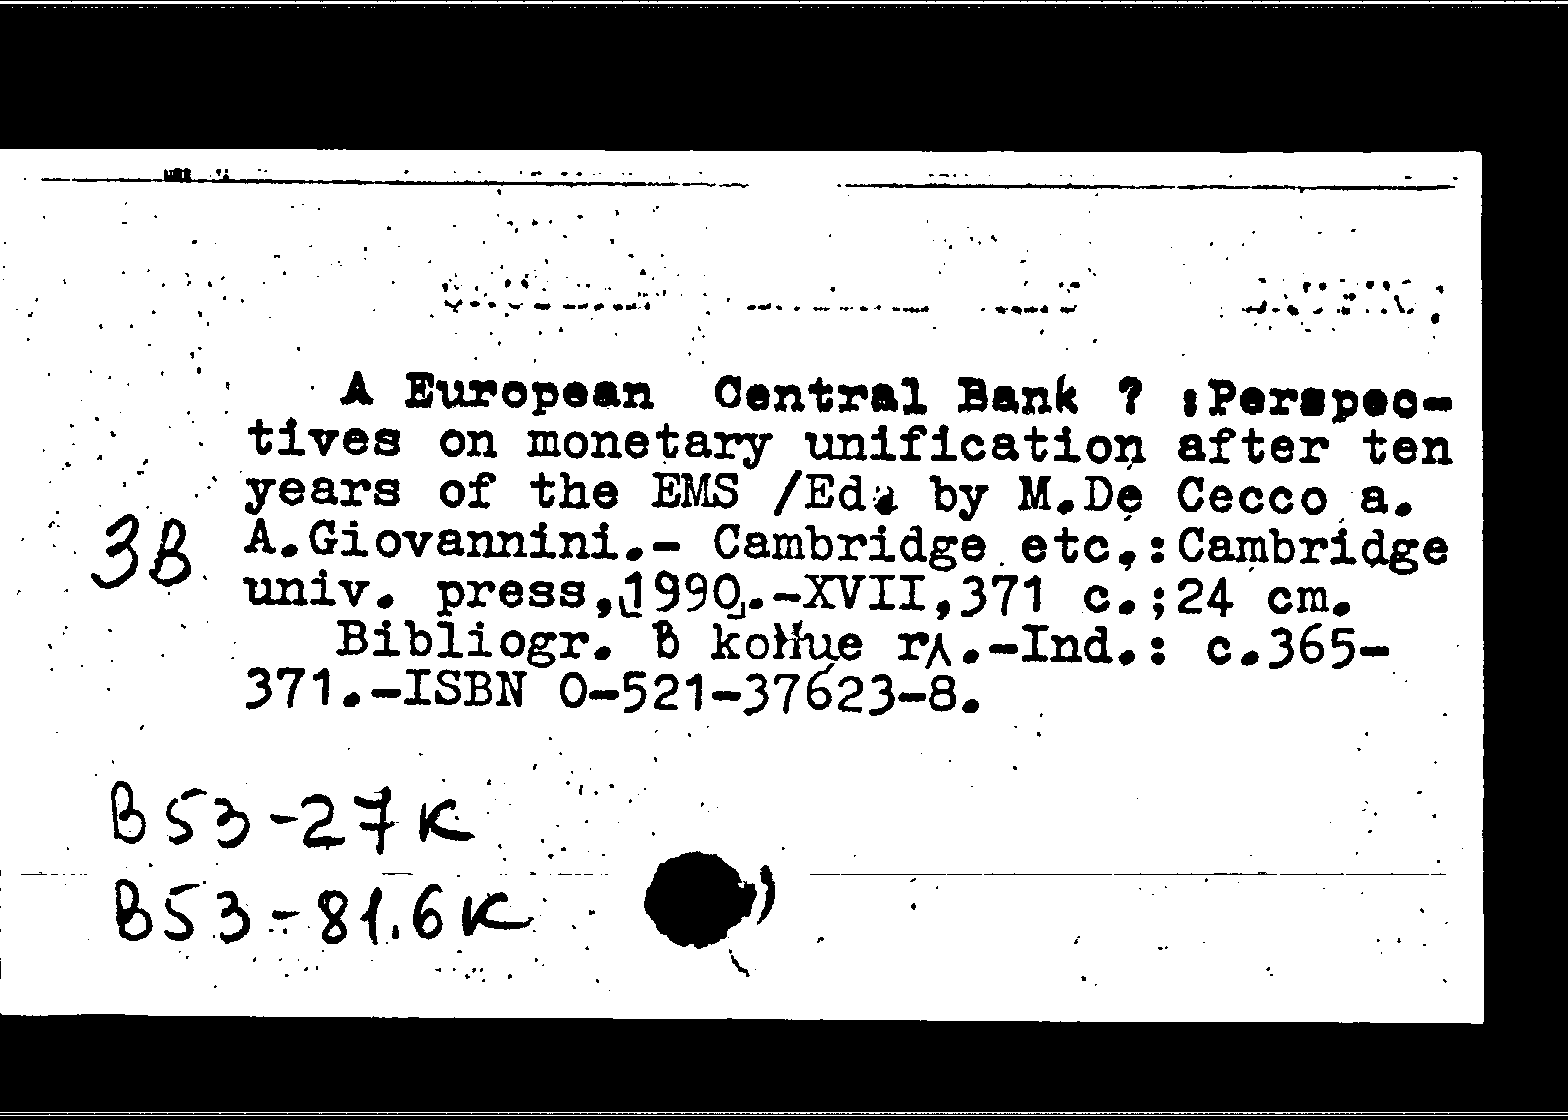 A European Central Bank ? :Perspec-
tives on monetary unification after ten
years of the EMS /Ed. by M.De Cecco a.
3B A.Giovannini.- Cambridge etc.:Cambridge
univ. press,[1990].-XVII,371 c.;24 cm.
Bibliogr. в конце гл.-Ind.: c.365-
371.-ISBN 0-521-37623-8.
B53-27K
B53-81.6K